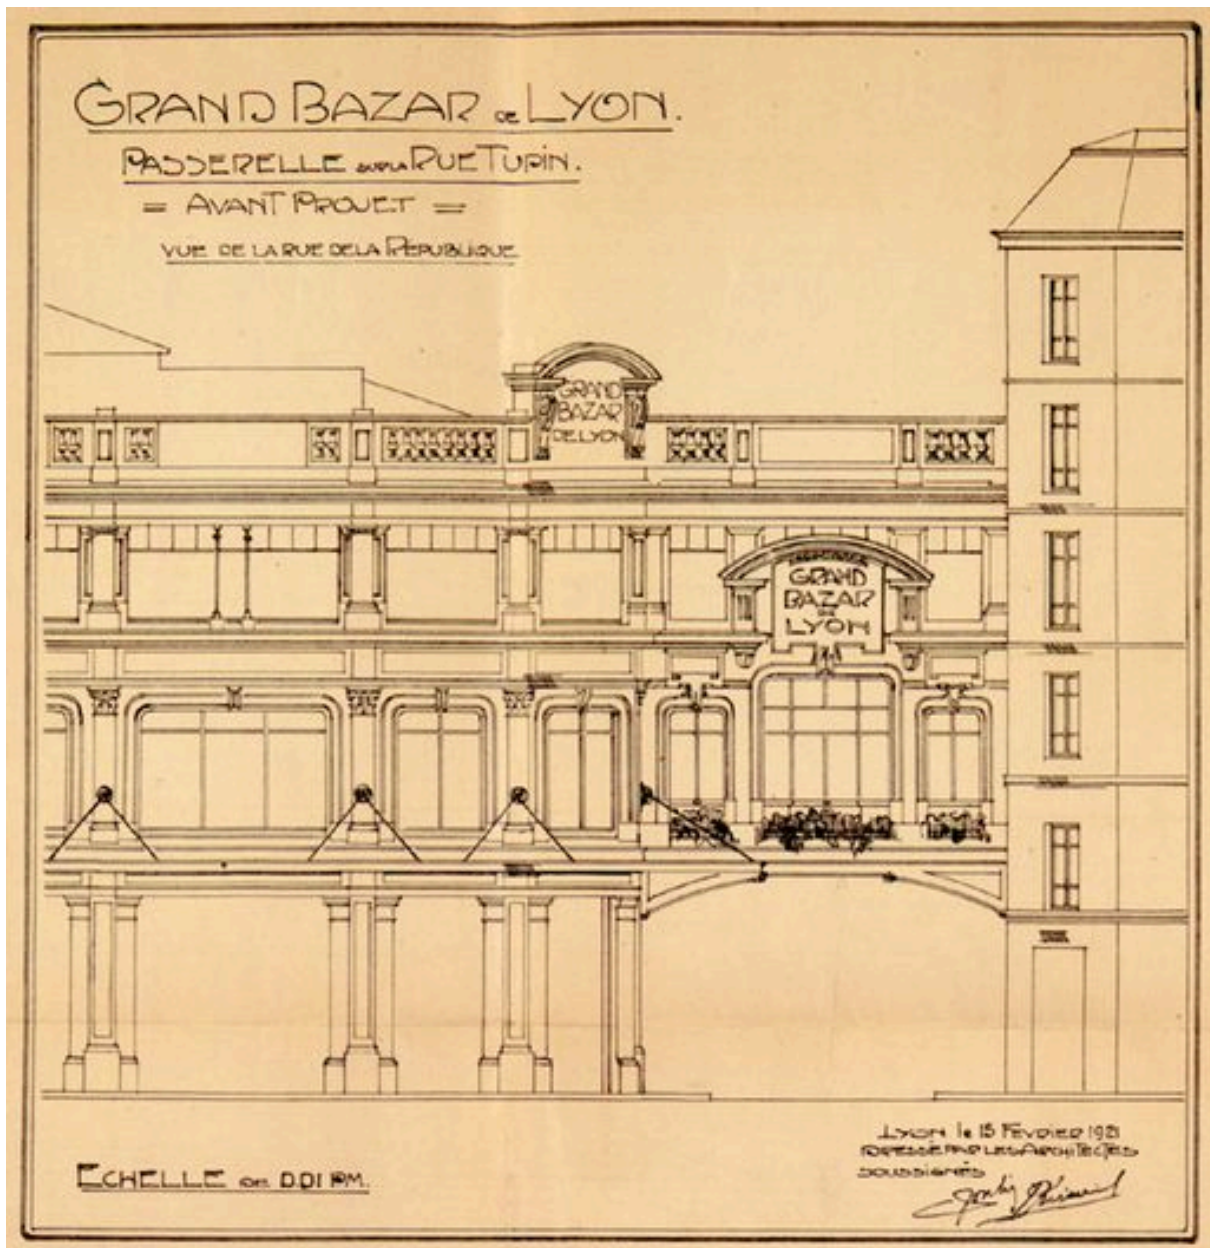 GRAND BAZAR DE LYON.
PASSERELLE SUR LA RUE TUPIN.
= AVANT PROJET =
VUE DE LA RUE DE LA RÉPUBLIQUE
GRAND
BAZAR
DE LYON
GRAND
BAZAR
DE
LYON
LYON le 15 FÉVRIER 1921
DRESSÉ PAR LES ARCHITECTES
SOUSSIGNÉS
ECHELLE DE 0.01 P.M.